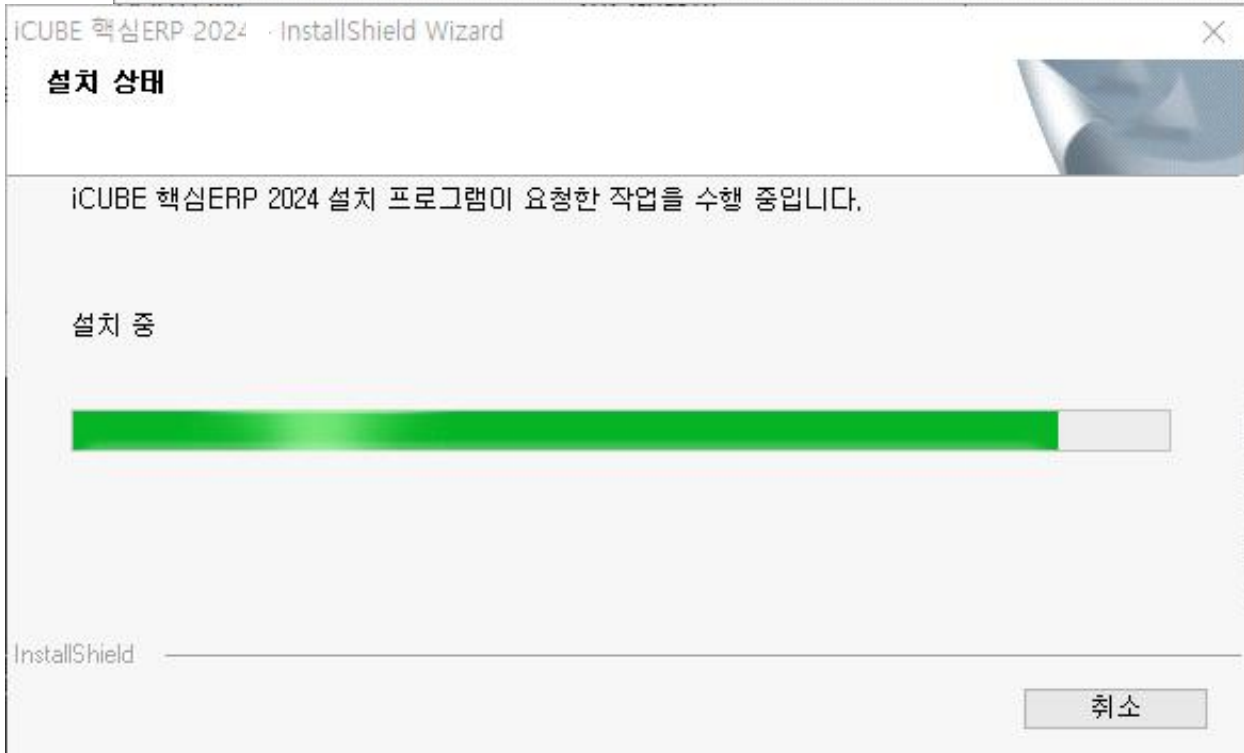 iCUBE 핵심ERP 2024 - InstallShield Wizard
설치 상태
iCUBE 핵심ERP 2024 설치 프로그램이 요청한 작업을 수행 중입니다.
설치 중
InstallShield
취소